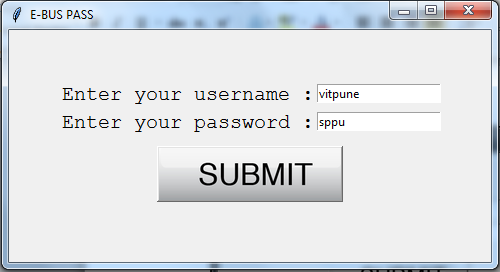 E-BUS PASS
Enter your username : vitpune
Enter your password : sppu
SUBMIT